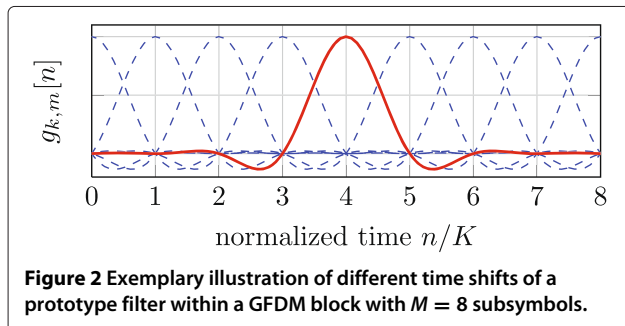 g_{k,m}[n]
0 1 2 3 4 5 6 7 8
normalized time n/K
Figure 2 Exemplary illustration of different time shifts of a
prototype filter within a GFDM block with M = 8 subsymbols.